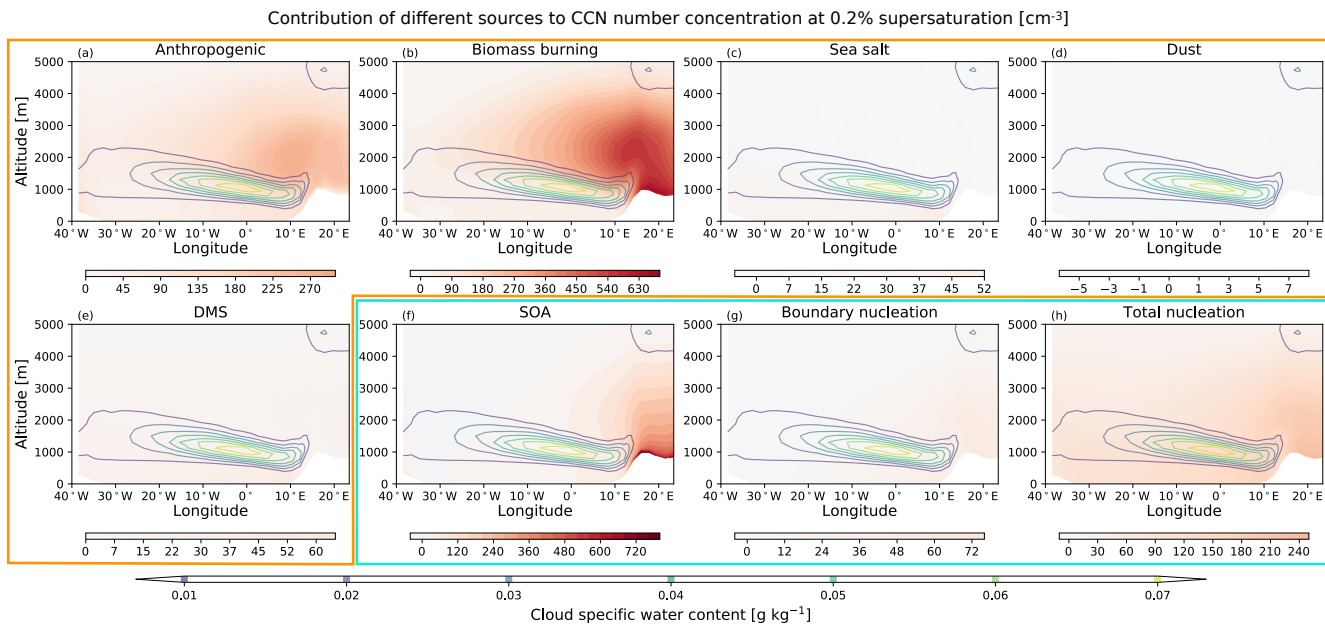 Contribution of different sources to CCN number concentration at 0.2% supersaturation [cm-3]
(a) Anthropogenic
(b) Biomass burning
(c) Sea salt
(d) Dust
Altitude [m]
5000
4000
3000
2000
1000
0
40°W 30°W 20°W 10°W 0° 10°E 20°E
Longitude
0 45 90 135 180 225 270
5000
4000
3000
2000
1000
0
40°W 30°W 20°W 10°W 0° 10°E 20°E
Longitude
0 90 180 270 360 450 540 630
5000
4000
3000
2000
1000
0
40°W 30°W 20°W 10°W 0° 10°E 20°E
Longitude
0 7 15 22 30 37 45 52
5000
4000
3000
2000
1000
0
40°W 30°W 20°W 10°W 0° 10°E 20°E
Longitude
−5 −3 −1 0 1 3 5 7
(e) DMS
(f) SOA
(g) Boundary nucleation
(h) Total nucleation
Altitude [m]
5000
4000
3000
2000
1000
0
40°W 30°W 20°W 10°W 0° 10°E 20°E
Longitude
0 7 15 22 30 37 45 52 60
5000
4000
3000
2000
1000
0
40°W 30°W 20°W 10°W 0° 10°E 20°E
Longitude
0 120 240 360 480 600 720
5000
4000
3000
2000
1000
0
40°W 30°W 20°W 10°W 0° 10°E 20°E
Longitude
0 12 24 36 48 60 72
5000
4000
3000
2000
1000
0
40°W 30°W 20°W 10°W 0° 10°E 20°E
Longitude
0 30 60 90 120 150 180 210 240
0.01 0.02 0.03 0.04 0.05 0.06 0.07
Cloud specific water content [g kg⁻¹]